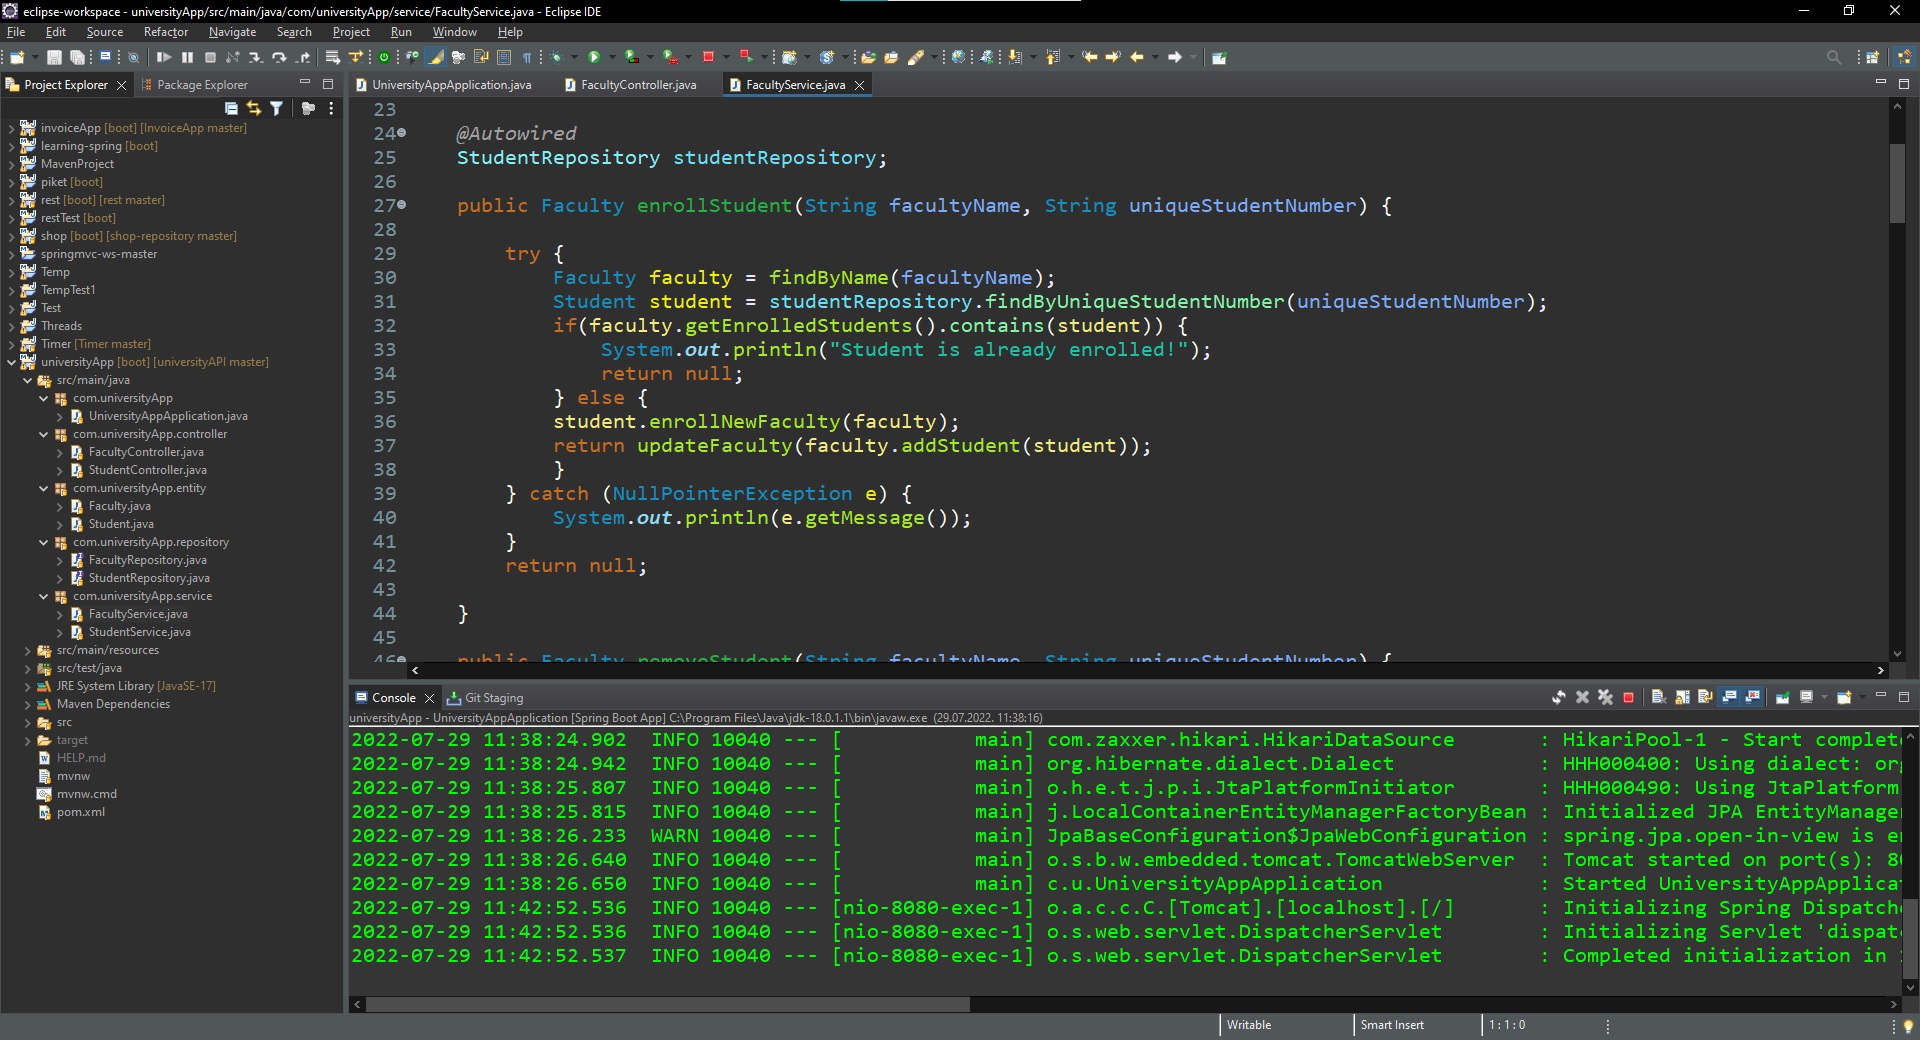 eclipse-workspace - universityApp/src/main/java/com/universityApp/service/FacultyService.java - Eclipse IDE
File Edit Source Refactor Navigate Search Project Run Window Help
Project Explorer
Package Explorer
invoiceApp [boot] [InvoiceApp master]
learning-spring [boot]
MavenProject
piket [boot]
rest [boot] [rest master]
restTest [boot]
shop [boot] [shop-repository master]
springmvc-ws-master
Temp
TempTest1
Test
Threads
Timer [Timer master]
universityApp [boot] [universityAPI master]
src/main/java
com.universityApp
UniversityAppApplication.java
com.universityApp.controller
FacultyController.java
StudentController.java
com.universityApp.entity
Faculty.java
Student.java
com.universityApp.repository
FacultyRepository.java
StudentRepository.java
com.universityApp.service
FacultyService.java
StudentService.java
src/main/resources
src/test/java
JRE System Library [JavaSE-17]
Maven Dependencies
src
target
HELP.md
mvnw
mvnw.cmd
pom.xml
UniversityAppApplication.java FacultyController.java FacultyService.java
23
24 @Autowired
25 StudentRepository studentRepository;
26
27 public Faculty enrollStudent(String facultyName, String uniqueStudentNumber) {
28
29 try {
30 Faculty faculty = findByName(facultyName);
31 Student student = studentRepository.findByUniqueStudentNumber(uniqueStudentNumber);
32 if(faculty.getEnrolledStudents().contains(student)) {
33 System.out.println("Student is already enrolled!");
34 return null;
35 } else {
36 student.enrollNewFaculty(faculty);
37 return updateFaculty(faculty.addStudent(student));
38 }
39 } catch (NullPointerException e) {
40 System.out.println(e.getMessage());
41 }
42 return null;
43
44 }
45
46 public Faculty removeStudent(String facultyName, String uniqueStudentNumber) {
Console Git Staging
universityApp - UniversityAppApplication [Spring Boot App] C:\Program Files\Java\jdk-18.0.1.1\bin\javaw.exe (29.07.2022. 11:38:16)
2022-07-29 11:38:24.902 INFO 10040 --- [ main] com.zaxxer.hikari.HikariDataSource : HikariPool-1 - Start complet
2022-07-29 11:38:24.942 INFO 10040 --- [ main] org.hibernate.dialect.Dialect : HHH000400: Using dialect: or
2022-07-29 11:38:25.807 INFO 10040 --- [ main] o.h.e.t.j.p.i.JtaPlatformInitiator : HHH000490: Using JtaPlatform
2022-07-29 11:38:25.815 INFO 10040 --- [ main] j.LocalContainerEntityManagerFactoryBean : Initialized JPA EntityManager
2022-07-29 11:38:26.233 WARN 10040 --- [ main] JpaBaseConfiguration$JpaWebConfiguration : spring.jpa.open-in-view is e
2022-07-29 11:38:26.640 INFO 10040 --- [ main] o.s.b.w.embedded.tomcat.TomcatWebServer : Tomcat started on port(s): 8
2022-07-29 11:38:26.650 INFO 10040 --- [ main] c.u.UniversityAppApplication : Started UniversityAppApplicat
2022-07-29 11:42:52.536 INFO 10040 --- [nio-8080-exec-1] o.a.c.c.C.[Tomcat].[localhost].[/] : Initializing Spring Dispatch
2022-07-29 11:42:52.536 INFO 10040 --- [nio-8080-exec-1] o.s.web.servlet.DispatcherServlet : Initializing Servlet 'dispat
2022-07-29 11:42:52.537 INFO 10040 --- [nio-8080-exec-1] o.s.web.servlet.DispatcherServlet : Completed initialization in
Writable Smart Insert 1 : 1 : 0